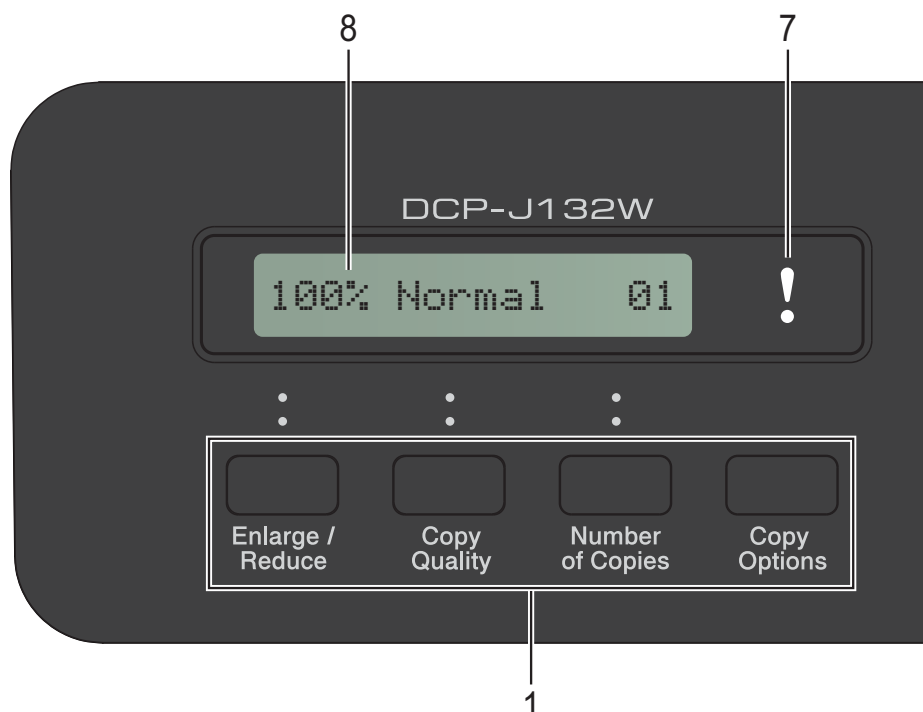 8 7
DCP-J132W
100% Normal 01
!
Enlarge / Reduce
Copy Quality
Number of Copies
Copy Options
1